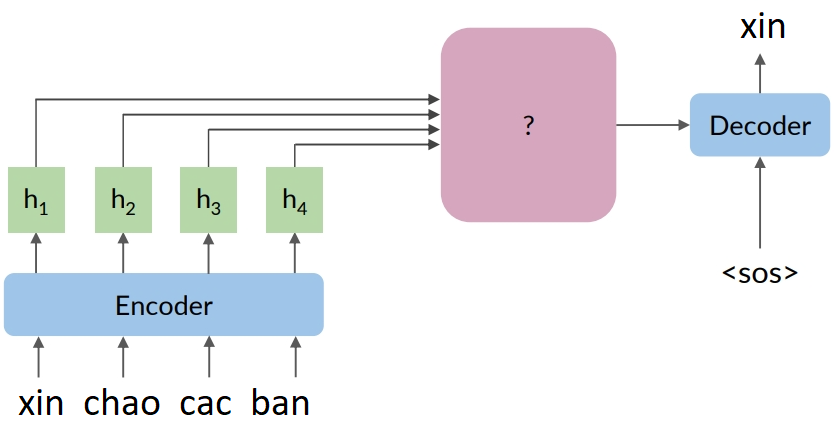 xin
?
Decoder
h₁ h₂ h₃ h₄
<sos>
Encoder
xin chao cac ban